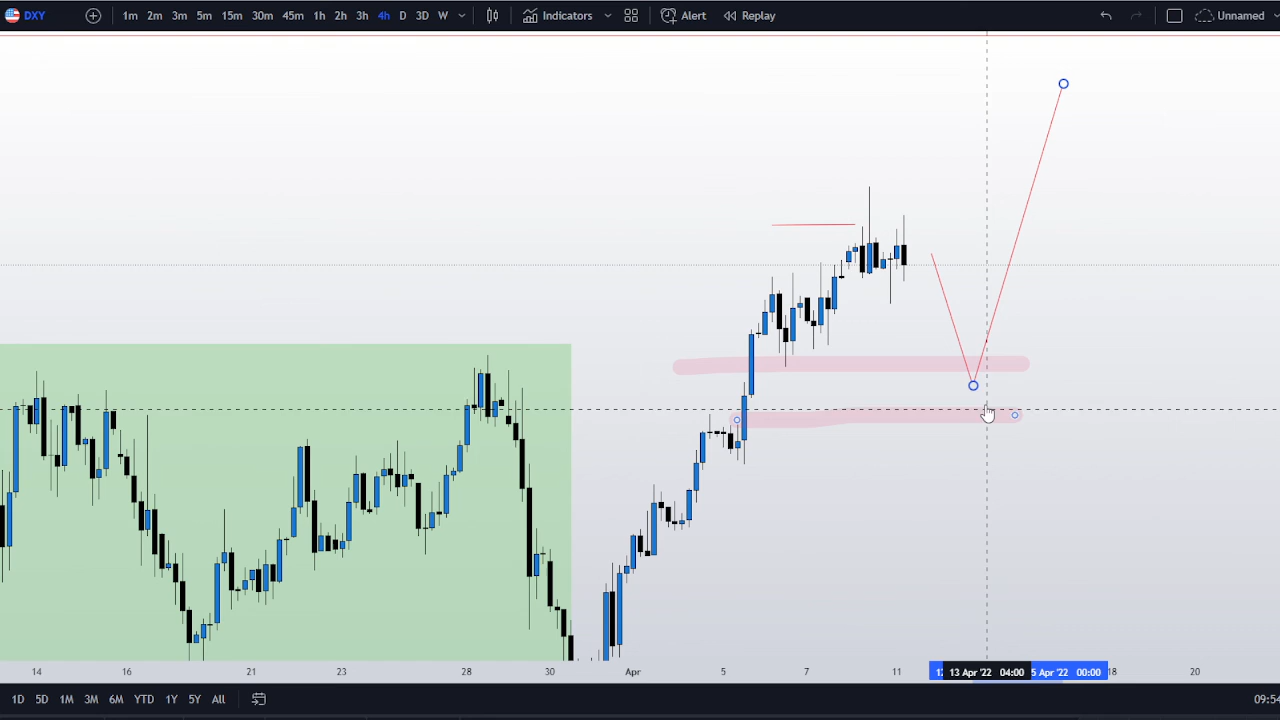 DXY 1m 2m 3m 5m 15m 30m 45m 1h 2h 3h 4h D 3D W Indicators Alert Replay Unnamed
14 16 21 23 28 30 Apr 5 7 11 13 Apr '22 04:00 5 Apr '22 00:00 18 20
1D 5D 1M 3M 6M YTD 1Y 5Y All 09:54